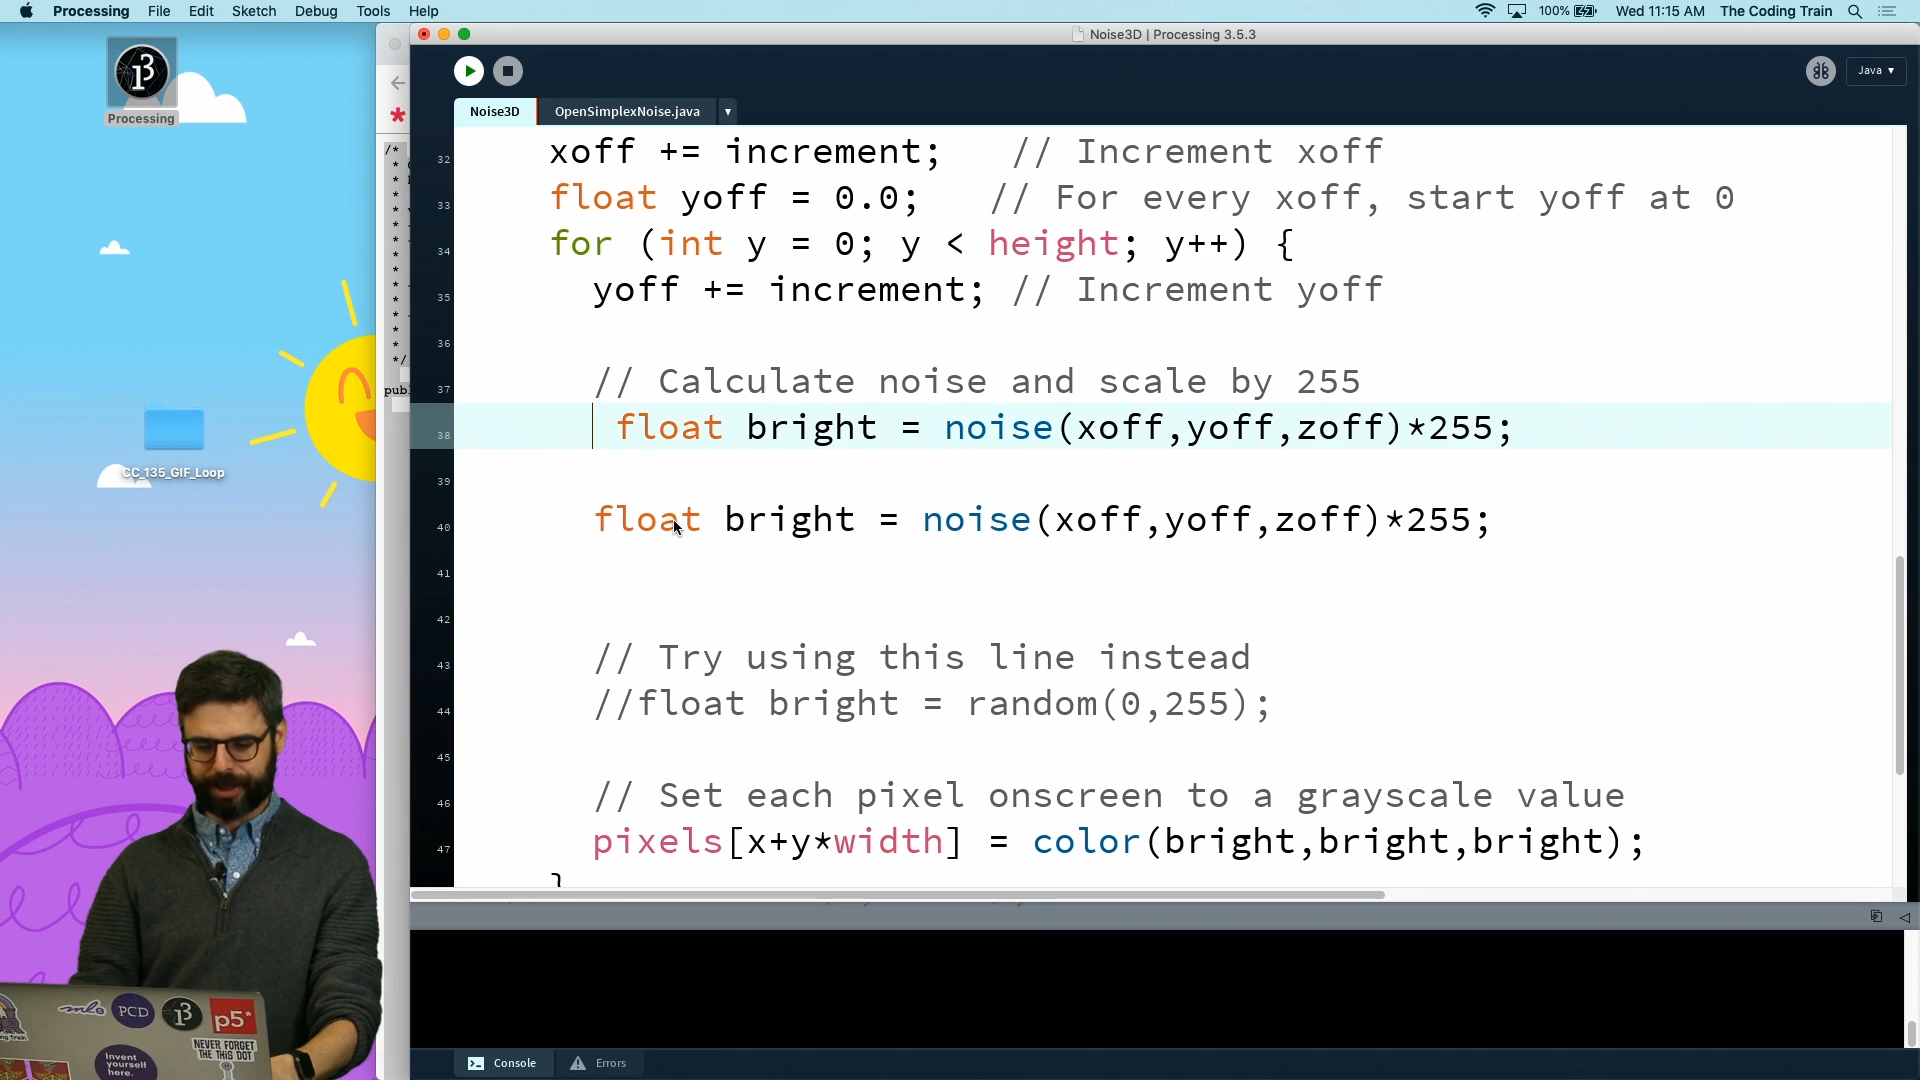 Processing File Edit Sketch Debug Tools Help
100% Wed 11:15 AM The Coding Train
Noise3D | Processing 3.5.3
Processing
Java ▾
Noise3D OpenSimplexNoise.java ▾
/*
*/
publ
32 xoff += increment; // Increment xoff
33 float yoff = 0.0; // For every xoff, start yoff at 0
34 for (int y = 0; y < height; y++) {
35 yoff += increment; // Increment yoff
36
37 // Calculate noise and scale by 255
38 float bright = noise(xoff,yoff,zoff)*255;
39
40 float bright = noise(xoff,yoff,zoff)*255;
41
42
43 // Try using this line instead
44 //float bright = random(0,255);
45
46 // Set each pixel onscreen to a grayscale value
47 pixels[x+y*width] = color(bright,bright,bright);
}
CC_135_GIF_Loop
mlo PCD p5*
NEVER FORGET
THE THIS DOT
Invent
yourself
here.
Console Errors